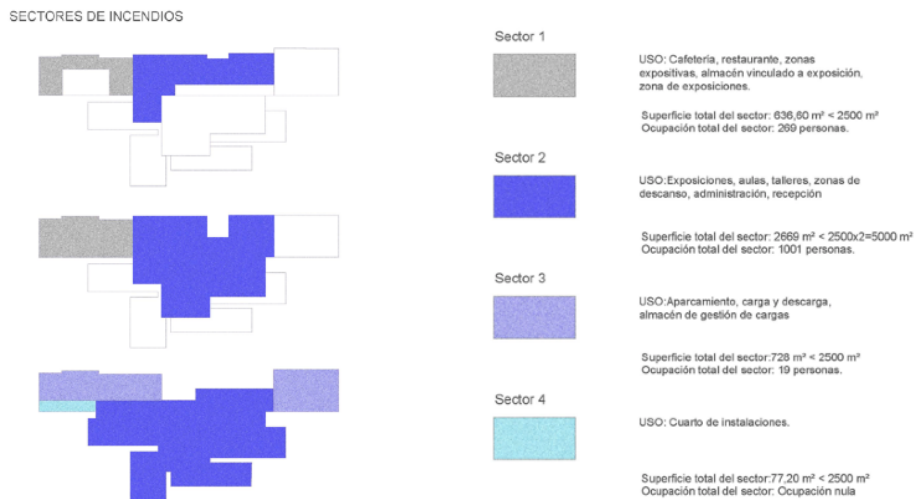 SECTORES DE INCENDIOS
Sector 1
USO: Cafeteria, restaurante, zonas
expositivas, almacén vinculado a exposición,
zona de exposiciones.
Superficie total del sector: 636,60 m² < 2500 m²
Ocupación total del sector: 269 personas.
Sector 2
USO:Exposiciones, aulas, talleres, zonas de
descanso, administración, recepción
Superficie total del sector: 2669 m² < 2500x2=5000 m²
Ocupación total del sector: 1001 personas.
Sector 3
USO:Aparcamiento, carga y descarga,
almacén de gestión de cargas
Superficie total del sector:728 m² < 2500 m²
Ocupación total del sector: 19 personas.
Sector 4
USO: Cuarto de instalaciones.
Superficie total del sector:77,20 m² < 2500 m²
Ocupación total del sector: Ocupación nula